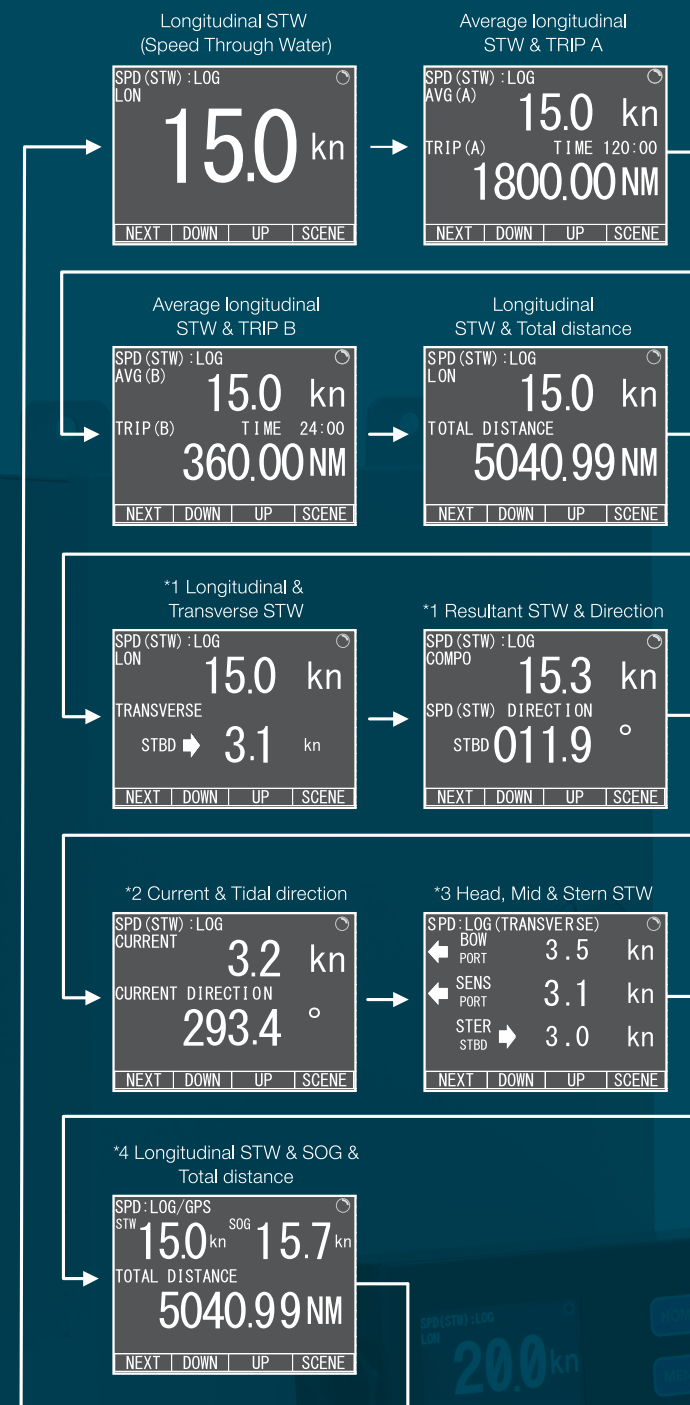 Longitudinal STW
(Speed Through Water)
SPD(STW):LOG
LON
15.0 kn
NEXT DOWN UP SCENE
Average longitudinal
STW & TRIP A
SPD(STW):LOG
AVG(A)
15.0 kn
TRIP(A) TIME 120:00
1800.00 NM
NEXT DOWN UP SCENE
Average longitudinal
STW & TRIP B
SPD(STW):LOG
AVG(B)
15.0 kn
TRIP(B) TIME 24:00
360.00 NM
NEXT DOWN UP SCENE
Longitudinal
STW & Total distance
SPD(STW):LOG
LON
15.0 kn
TOTAL DISTANCE
5040.99 NM
NEXT DOWN UP SCENE
*1 Longitudinal &
Transverse STW
SPD(STW):LOG
LON
15.0 kn
TRANSVERSE
STBD 3.1 kn
NEXT DOWN UP SCENE
*1 Resultant STW & Direction
SPD(STW):LOG
COMPO
15.3 kn
SPD(STW) DIRECTION
STBD 011.9 °
NEXT DOWN UP SCENE
*2 Current & Tidal direction
SPD(STW):LOG
CURRENT
3.2 kn
CURRENT DIRECTION
293.4 °
NEXT DOWN UP SCENE
*3 Head, Mid & Stern STW
SPD:LOG(TRANSVERSE)
BOW
PORT 3.5 kn
SENS
PORT 3.1 kn
STER
STBD 3.0 kn
NEXT DOWN UP SCENE
*4 Longitudinal STW & SOG &
Total distance
SPD:LOG/GPS
STW 15.0 kn SOG 15.7 kn
TOTAL DISTANCE
5040.99 NM
NEXT DOWN UP SCENE
SPD(STW):LOG
LON
20.0 kn